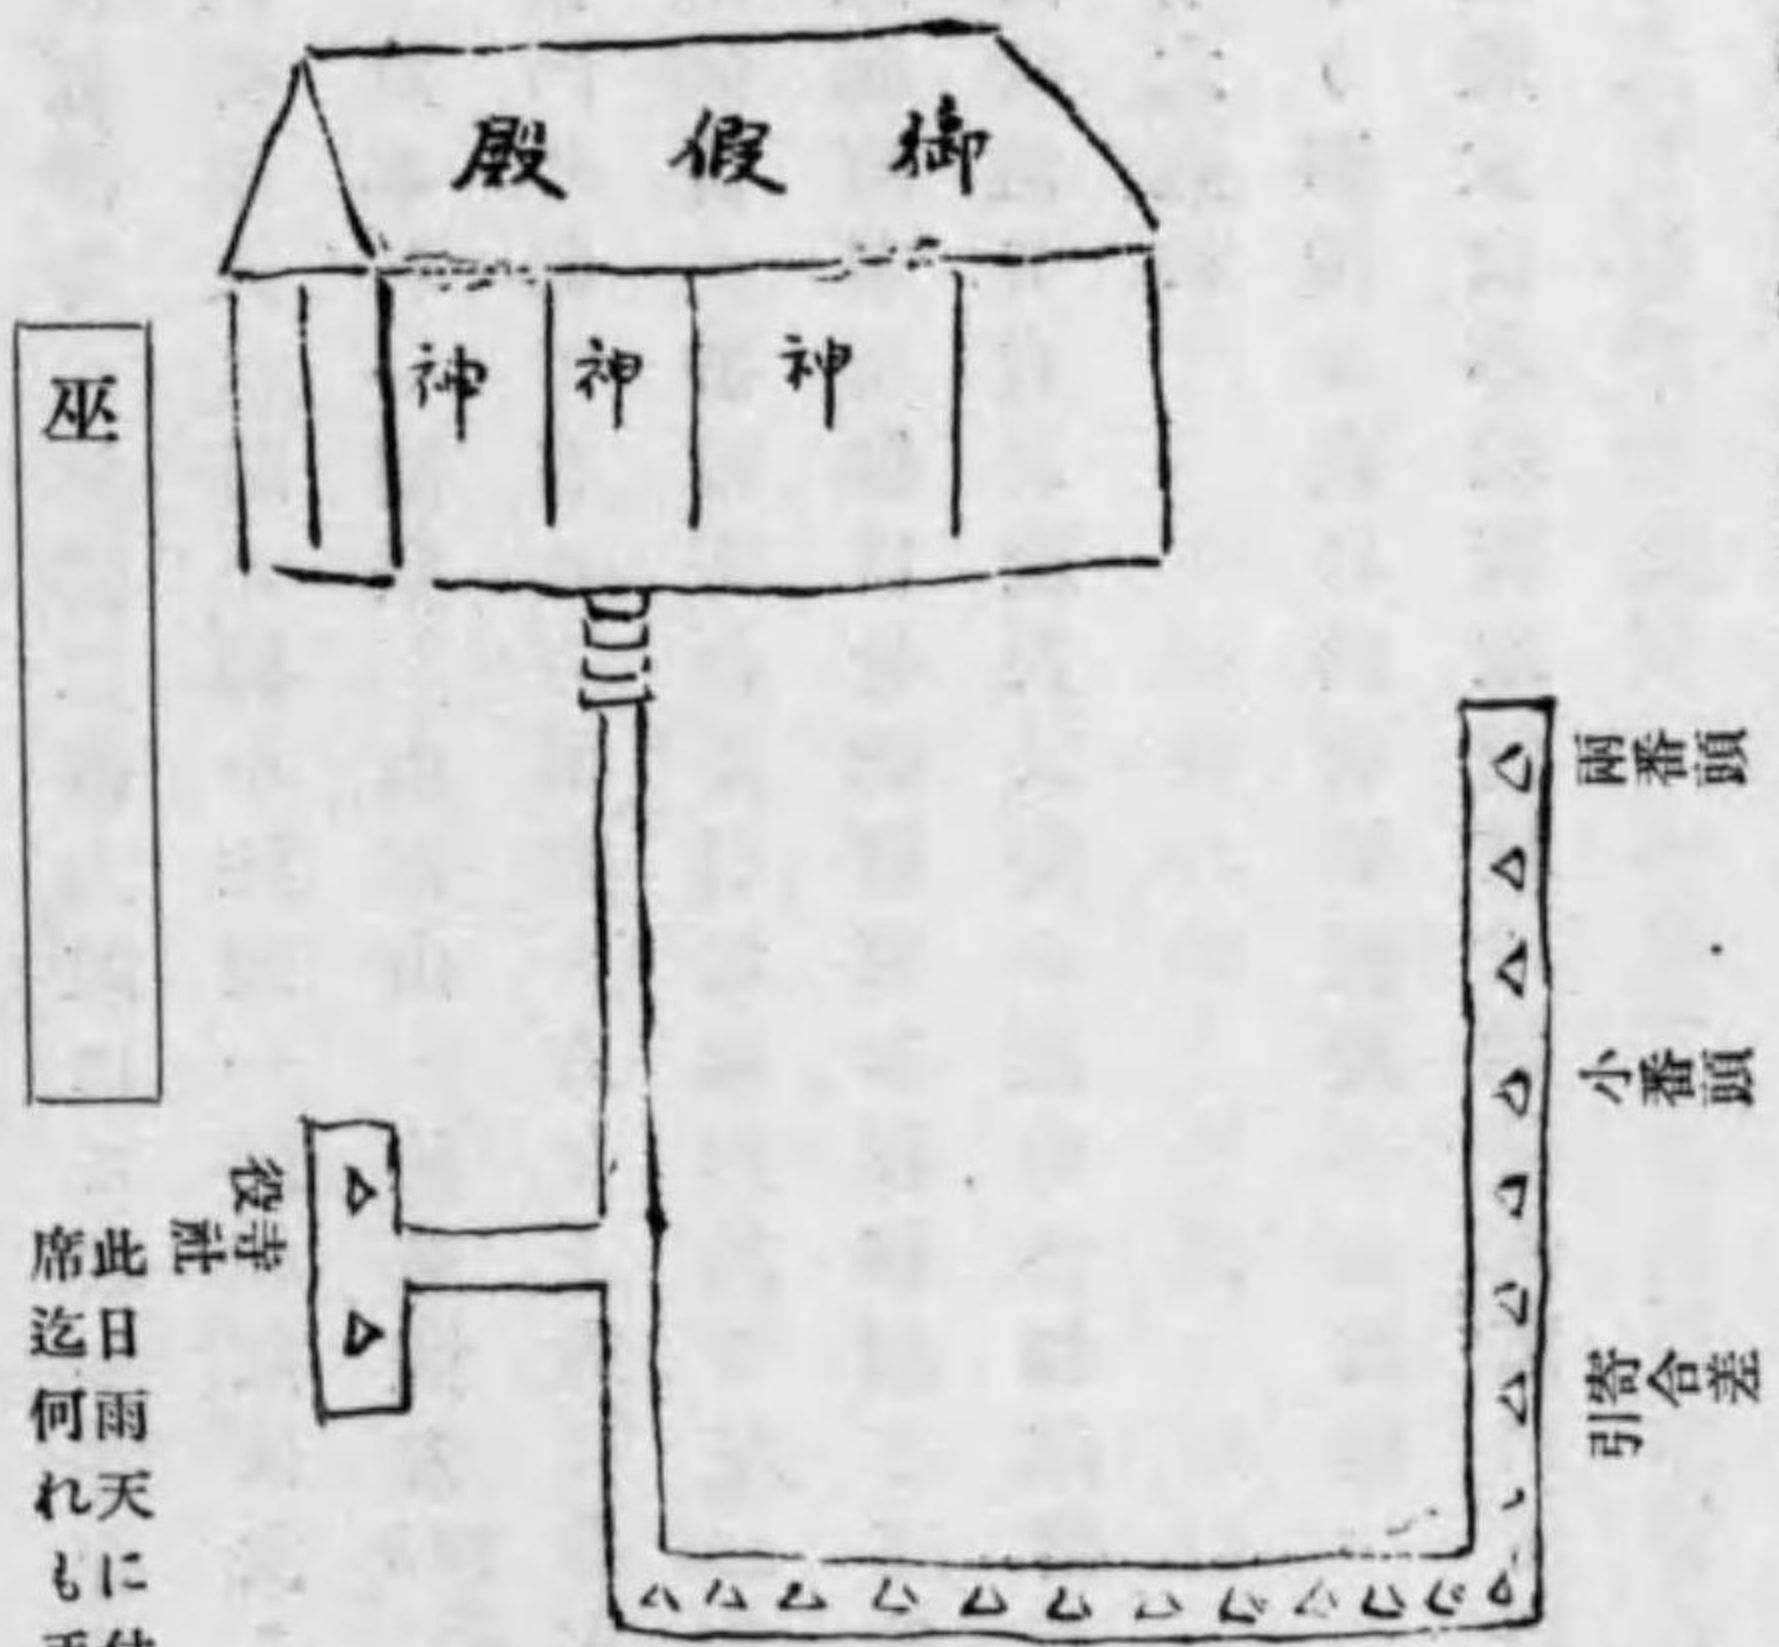 御假殿
神
神
神
巫
兩番頭
小番頭
寄合差
引
寺社
役
此日雨天に
席迄何れも